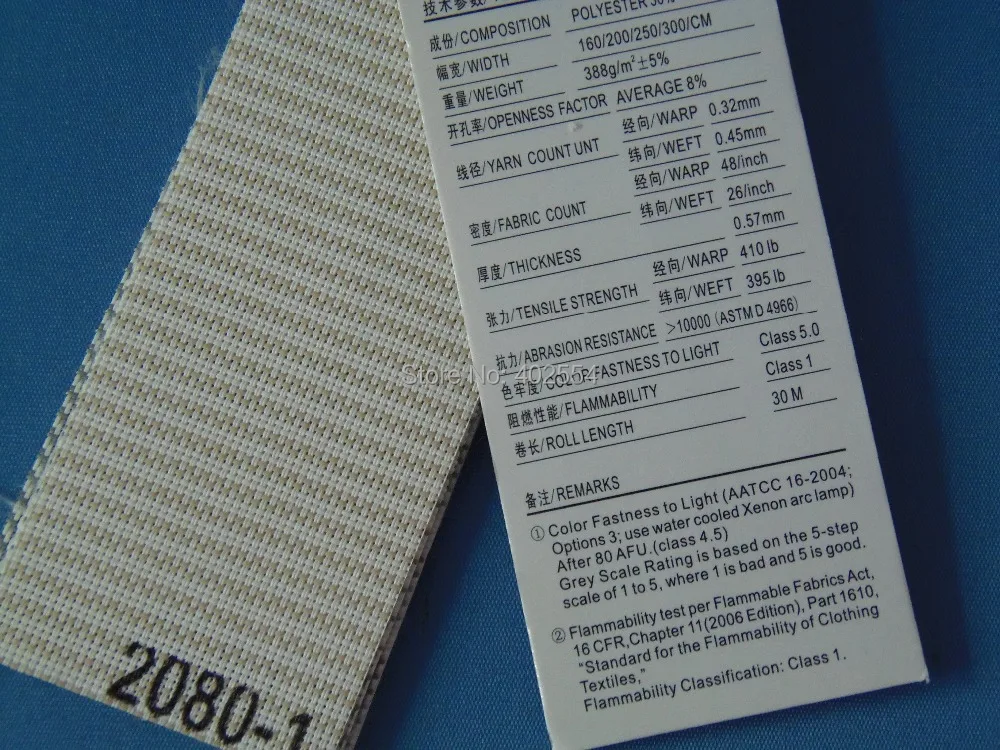 技术参数/
成份/COMPOSITION POLYESTER 30%
幅宽/WIDTH 160/200/250/300/CM
重量/WEIGHT 388g/m²±5%
开孔率/OPENNESS FACTOR AVERAGE 8%
线径/YARN COUNT UNT 经向/WARP 0.32mm
纬向/WEFT 0.45mm
密度/FABRIC COUNT 经向/WARP 48/inch
纬向/WEFT 26/inch
厚度/THICKNESS 0.57mm
张力/TENSILE STRENGTH 经向/WARP 410 lb
纬向/WEFT 395 lb
抗力/ABRASION RESISTANCE >10000 (ASTM D 4966)
色牢度/COLOR FASTNESS TO LIGHT Class 5.0
阻燃性能/FLAMMABILITY Class 1
卷长/ROLL LENGTH 30 M
备注/REMARKS
① Color Fastness to Light (AATCC 16-2004;
Options 3; use water cooled Xenon arc lamp)
After 80 AFU.(class 4.5)
Grey Scale Rating is based on the 5-step
scale of 1 to 5, where 1 is bad and 5 is good.
② Flammability test per Flammable Fabrics Act,
16 CFR,Chapter 11(2006 Edition), Part 1610,
"Standard for the Flammability of Clothing
Textiles,"
Flammability Classification: Class 1.
2080-1
Store No: 402554